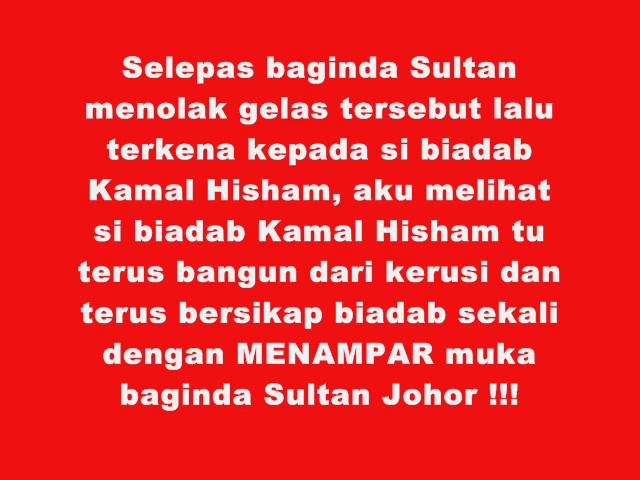 Selepas baginda Sultan
menolak gelas tersebut lalu
terkena kepada si biadab
Kamal Hisham, aku melihat
si biadab Kamal Hisham tu
terus bangun dari kerusi dan
terus bersikap biadab sekali
dengan MENAMPAR muka
baginda Sultan Johor !!!